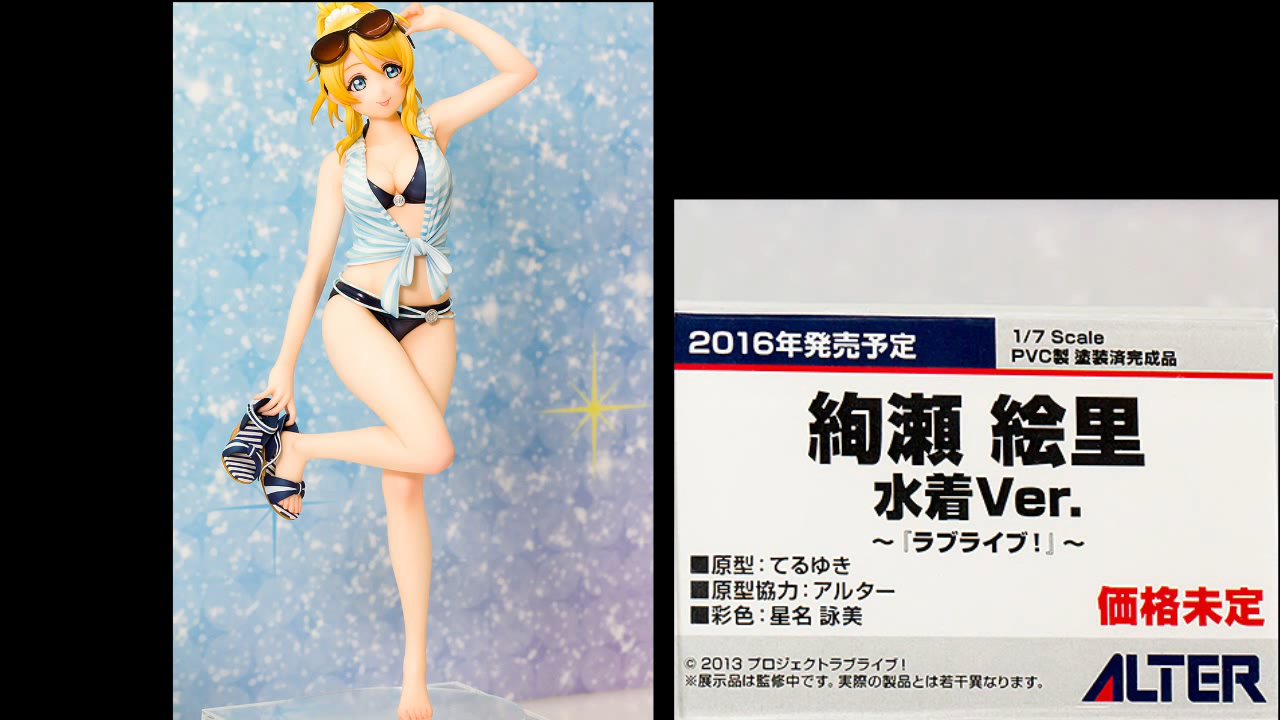 2016年発売予定
1/7 Scale
PVC製 塗装済完成品
絢瀬 絵里
水着Ver.
～『ラブライブ！』～
■原型：てるゆき
■原型協力：アルター
■彩色：星名 詠美
価格未定
© 2013 プロジェクトラブライブ！
※展示品は監修中です。実際の製品とは若干異なります。
ALTER